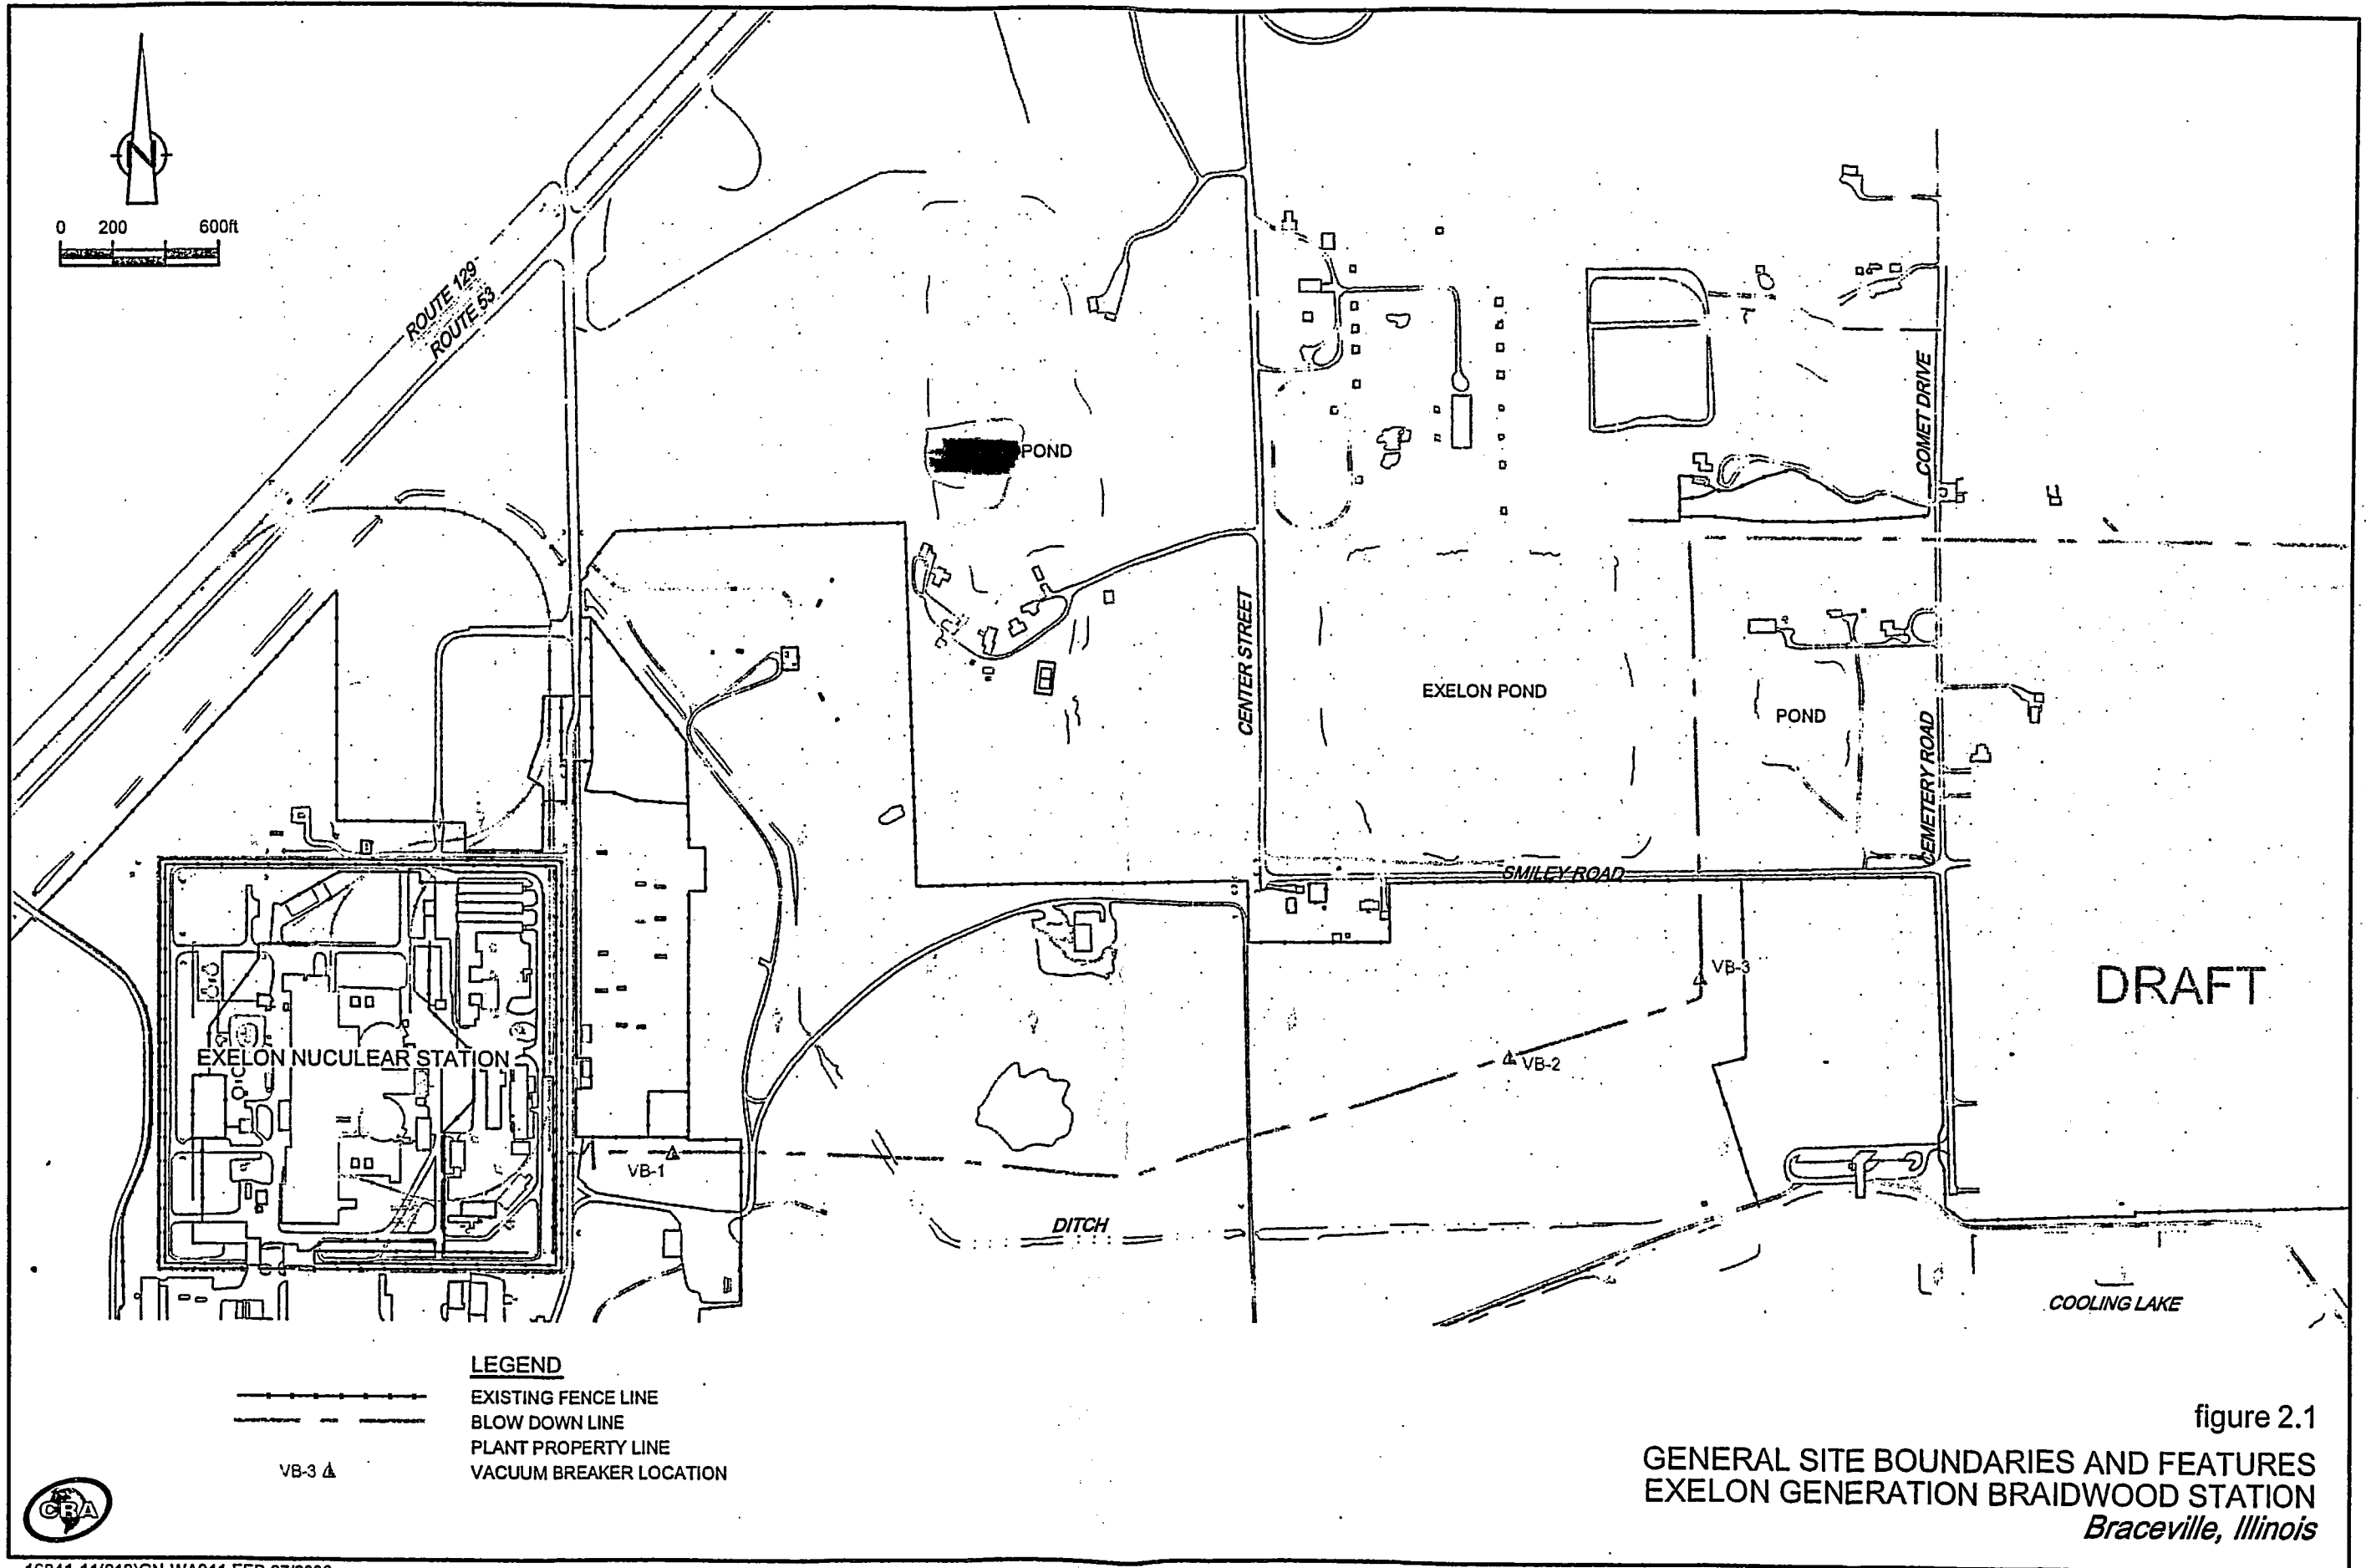 N
0 200 600ft
ROUTE 129
ROUTE 53
POND
COMET DRIVE
CENTER STREET
EXELON POND
POND
CEMETERY ROAD
SMILEY ROAD
VB-3
DRAFT
EXELON NUCULEAR STATION
VB-2
VB-1
DITCH
COOLING LAKE
LEGEND
EXISTING FENCE LINE
BLOW DOWN LINE
PLANT PROPERTY LINE
VB-3 VACUUM BREAKER LOCATION
CRA
figure 2.1
GENERAL SITE BOUNDARIES AND FEATURES
EXELON GENERATION BRAIDWOOD STATION
Braceville, Illinois